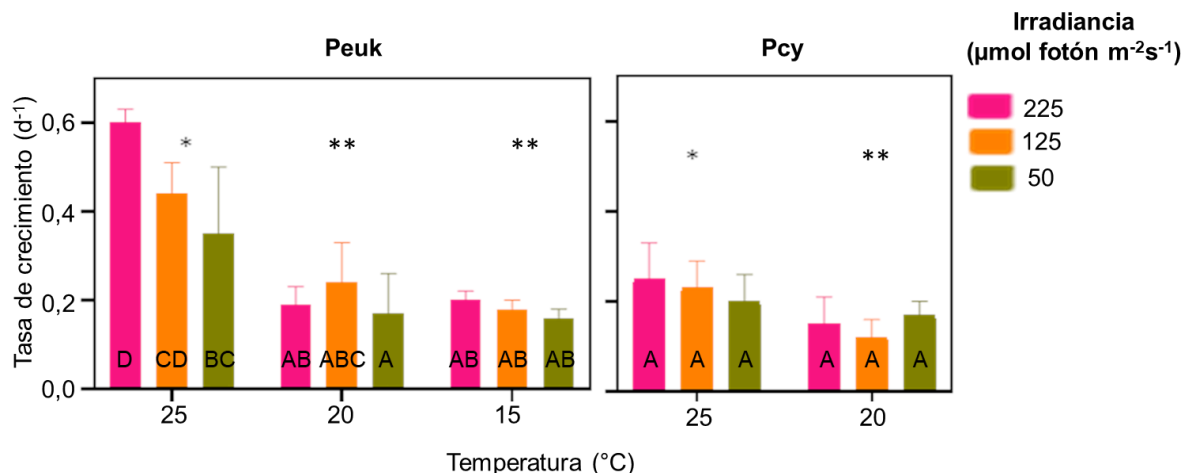 Peuk
Pcy
Irradiancia
(µmol fotón m⁻²s⁻¹)
225
125
50
Tasa de crecimiento (d⁻¹)
0,6
0,4
0,2
0,0
* ** **
* **
D CD BC AB ABC A AB AB AB
A A A A A A
25 20 15
25 20
Temperatura (°C)